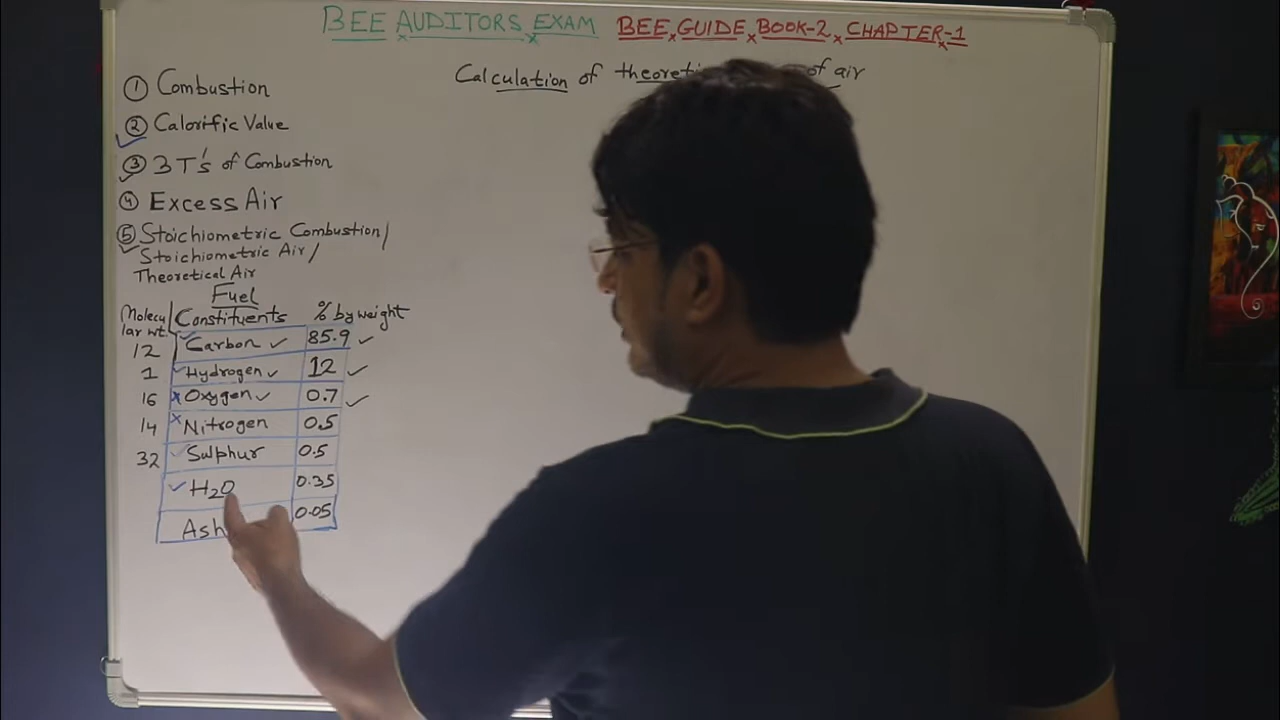 BEE AUDITORS EXAM BEE GUIDE BOOK-2 CHAPTER-1
Calculation of of air
① Combustion
② Calorific Value
③ 3 T's of Combustion
④ Excess Air
⑤ Stoichiometric Combustion/
Stoichiometric Air/
Theoretical Air
Fuel
Molecular wt. Constituents % by weight
12 Carbon 85.9
1 Hydrogen 12
16 Oxygen 0.7
14 Nitrogen 0.5
32 Sulphur 0.5
H2O 0.35
Ash 0.05